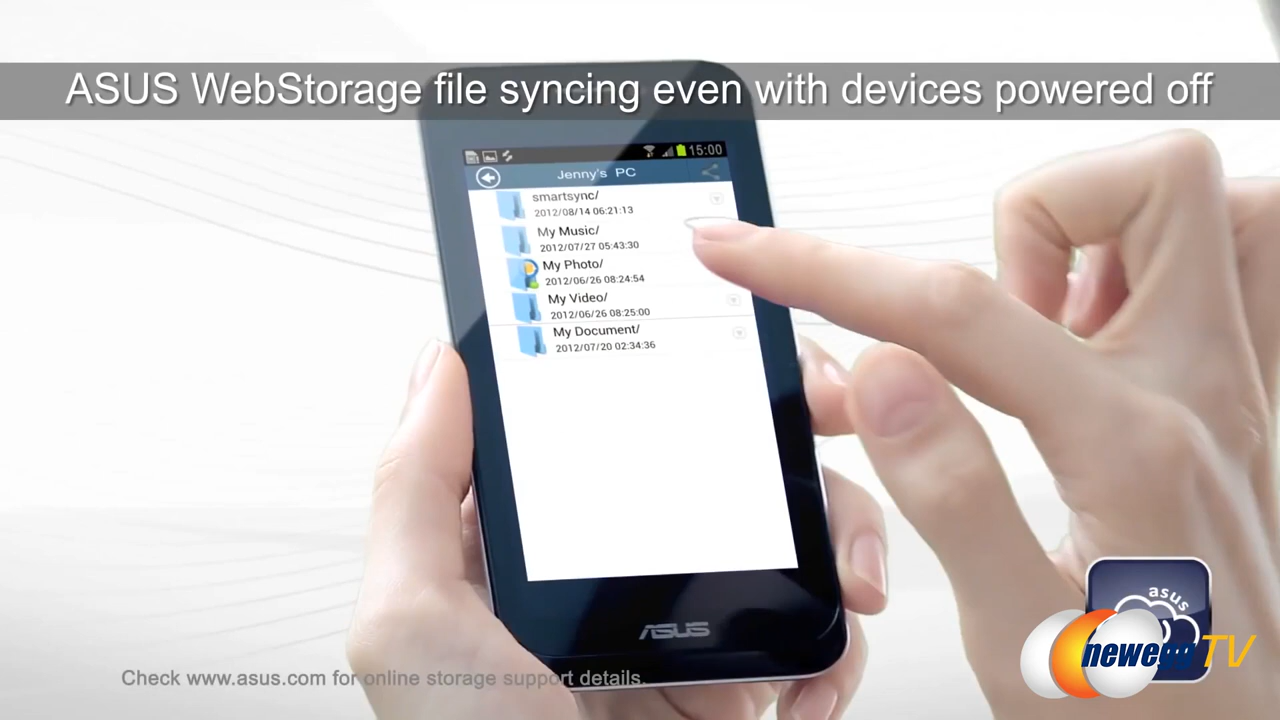 ASUS WebStorage file syncing even with devices powered off
15:00
Jenny's PC
smartsync/
2012/08/14 06:21:13
My Music/
2012/07/27 05:43:30
My Photo/
2012/06/26 08:24:54
My Video/
2012/06/26 08:25:00
My Document/
2012/07/20 02:34:36
ASUS
asus
newegg TV
Check www.asus.com for online storage support details.